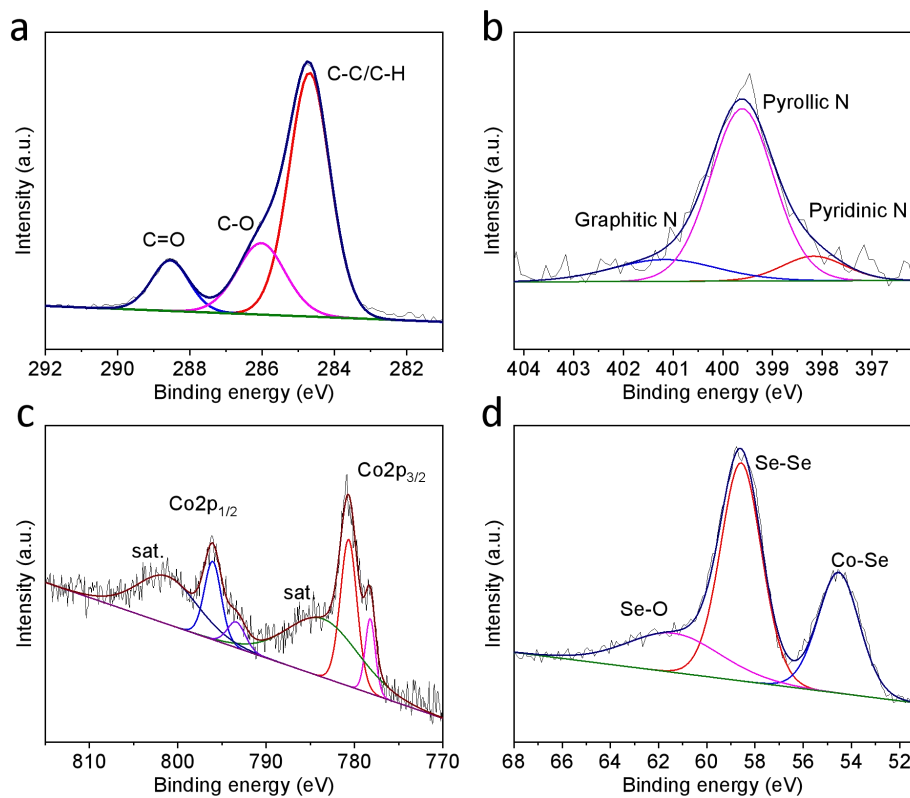 a
C-C/C-H
C-O
C=O
Intensity (a.u.)
292 290 288 286 284 282
Binding energy (eV)
b
Pyrollic N
Graphitic N
Pyridinic N
Intensity (a.u.)
404 403 402 401 400 399 398 397
Binding energy (eV)
c
Co2p3/2
Co2p1/2
sat.
sat.
Intensity (a.u.)
810 800 790 780 770
Binding energy (eV)
d
Se-Se
Co-Se
Se-O
Intensity (a.u.)
68 66 64 62 60 58 56 54 52
Binding energy (eV)